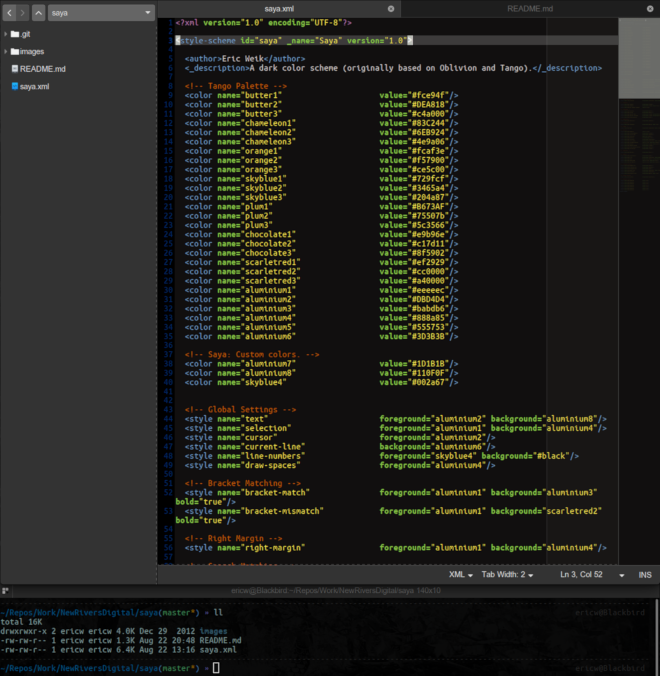 saya
.git
images
README.md
saya.xml
saya.xml
README.md
1 <?xml version="1.0" encoding="UTF-8"?>
2
3 <style-scheme id="saya" _name="Saya" version="1.0">
4
5 <author>Eric Weik</author>
6 <_description>A dark color scheme (originally based on Oblivion and Tango).</_description>
7
8 <!-- Tango Palette -->
9 <color name="butter1" value="#fce94f"/>
10 <color name="butter2" value="#DEA818"/>
11 <color name="butter3" value="#c4a000"/>
12 <color name="chameleon1" value="#83C244"/>
13 <color name="chameleon2" value="#6EB924"/>
14 <color name="chameleon3" value="#4e9a06"/>
15 <color name="orange1" value="#fcaf3e"/>
16 <color name="orange2" value="#f57900"/>
17 <color name="orange3" value="#ce5c00"/>
18 <color name="skyblue1" value="#729fcf"/>
19 <color name="skyblue2" value="#3465a4"/>
20 <color name="skyblue3" value="#204a87"/>
21 <color name="plum1" value="#B673AF"/>
22 <color name="plum2" value="#75507b"/>
23 <color name="plum3" value="#5c3566"/>
24 <color name="chocolate1" value="#e9b96e"/>
25 <color name="chocolate2" value="#c17d11"/>
26 <color name="chocolate3" value="#8f5902"/>
27 <color name="scarletred1" value="#ef2929"/>
28 <color name="scarletred2" value="#cc0000"/>
29 <color name="scarletred3" value="#a40000"/>
30 <color name="aluminium1" value="#eeeeec"/>
31 <color name="aluminium2" value="#DBD4D4"/>
32 <color name="aluminium3" value="#babdb6"/>
33 <color name="aluminium4" value="#888a85"/>
34 <color name="aluminium5" value="#555753"/>
35 <color name="aluminium6" value="#3D3B3B"/>
36
37 <!-- Saya: Custom colors. -->
38 <color name="aluminium7" value="#1D1B1B"/>
39 <color name="aluminium8" value="#110F0F"/>
40 <color name="skyblue4" value="#002a67"/>
41
42
43 <!-- Global Settings -->
44 <style name="text" foreground="aluminium2" background="aluminium8"/>
45 <style name="selection" foreground="aluminium1" background="aluminium4"/>
46 <style name="cursor" foreground="aluminium2"/>
47 <style name="current-line" background="aluminium6"/>
48 <style name="line-numbers" foreground="skyblue4" background="#black"/>
49 <style name="draw-spaces" foreground="aluminium4"/>
50
51 <!-- Bracket Matching -->
52 <style name="bracket-match" foreground="aluminium1" background="aluminium3"
bold="true"/>
53 <style name="bracket-mismatch" foreground="aluminium1" background="scarletred2"
bold="true"/>
54
55 <!-- Right Margin -->
56 <style name="right-margin" foreground="aluminium1" background="aluminium4"/>
57
XML Tab Width: 2 Ln 3, Col 52 INS
ericw@Blackbird:~/Repos/Work/NewRiversDigital/saya 140x10
~/Repos/Work/NewRiversDigital/saya(master*) » ll ericw@Blackbird
total 16K
drwxrwxr-x 2 ericw ericw 4.0K Dec 29 2012 images
-rw-rw-r-- 1 ericw ericw 1.3K Aug 22 20:48 README.md
-rw-rw-r-- 1 ericw ericw 6.4K Aug 22 13:16 saya.xml
~/Repos/Work/NewRiversDigital/saya(master*) » ericw@Blackbird